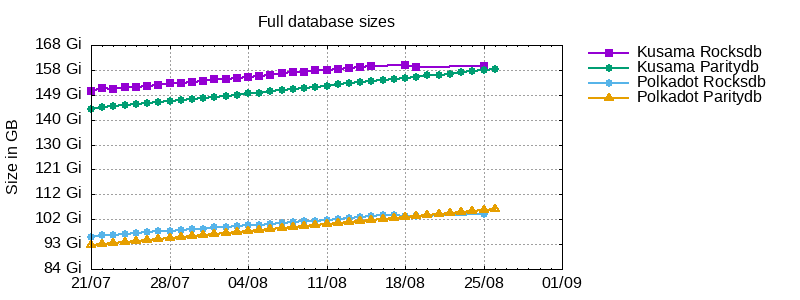 Full database sizes
Size in GB
168 Gi
158 Gi
149 Gi
140 Gi
130 Gi
121 Gi
112 Gi
102 Gi
93 Gi
84 Gi
21/07 28/07 04/08 11/08 18/08 25/08 01/09
Kusama Rocksdb
Kusama Paritydb
Polkadot Rocksdb
Polkadot Paritydb